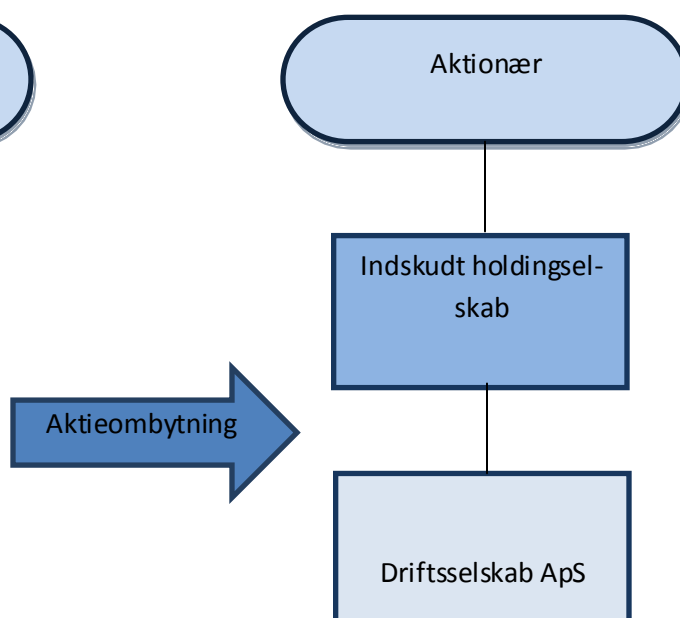 Aktionær
Indskudt holdingsel-
skab
Aktieombytning
Driftsselskab ApS